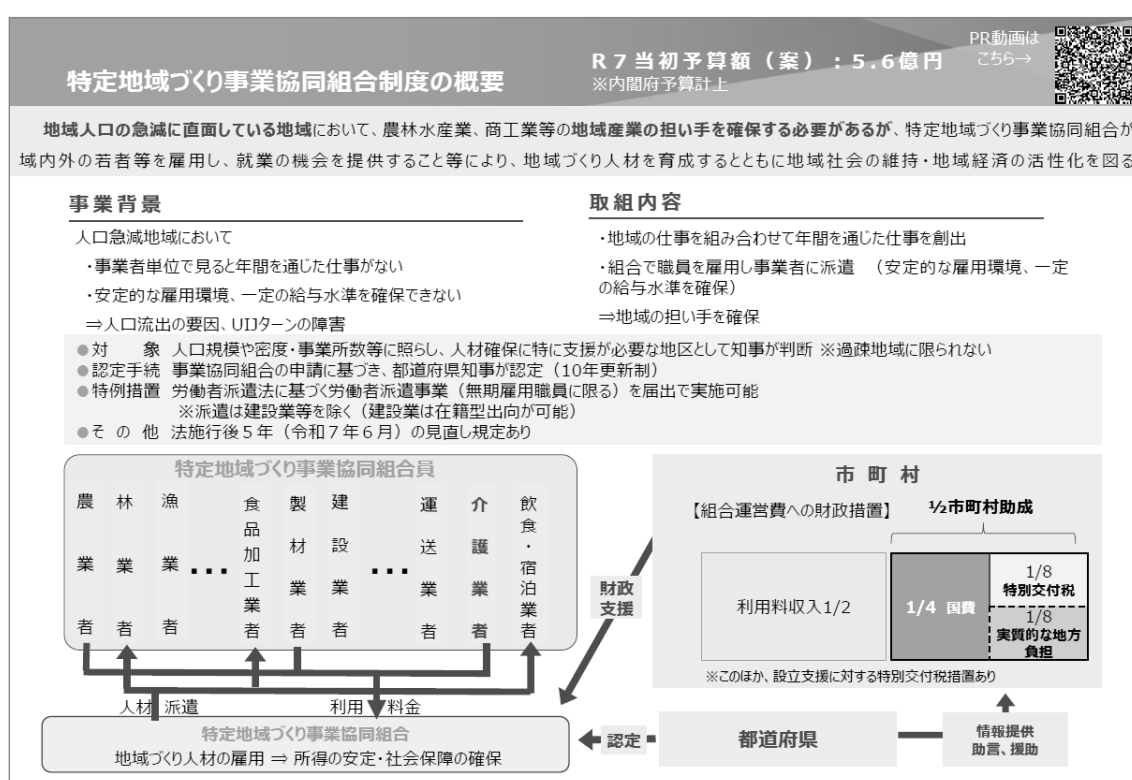 特定地域づくり事業協同組合制度の概要
R7当初予算額（案）：5.6億円
※内閣府予算計上
PR動画は
こちら→
地域人口の急減に直面している地域において、農林水産業、商工業等の地域産業の担い手を確保する必要があるが、特定地域づくり事業協同組合が
域内外の若者等を雇用し、就業の機会を提供すること等により、地域づくり人材を育成するとともに地域社会の維持・地域経済の活性化を図る
事業背景
人口急減地域において
・事業者単位で見ると年間を通じた仕事がない
・安定的な雇用環境、一定の給与水準を確保できない
⇒人口流出の要因、UIJターンの障害
取組内容
・地域の仕事を組み合わせて年間を通じた仕事を創出
・組合で職員を雇用し事業者に派遣　（安定的な雇用環境、一定
の給与水準を確保）
⇒地域の担い手を確保
●対　　象　人口規模や密度・事業所数等に照らし、人材確保に特に支援が必要な地区として知事が判断 ※過疎地域に限られない
●認定手続　事業協同組合の申請に基づき、都道府県知事が認定（10年更新制）
●特例措置　労働者派遣法に基づく労働者派遣事業（無期雇用職員に限る）を届出で実施可能
※派遣は建設業等を除く（建設業は在籍型出向が可能）
●そ の 他　法施行後５年（令和７年６月）の見直し規定あり
特定地域づくり事業協同組合員
農業者
林業者
漁業者
…
食品加工業者
製材業者
建設業者
…
運送業者
介護業者
飲食・宿泊業者
人材　派遣
利用　料金
特定地域づくり事業協同組合
地域づくり人材の雇用 ⇒ 所得の安定・社会保障の確保
財政
支援
市町村
【組合運営費への財政措置】
½市町村助成
利用料収入1/2
1/4 国費
1/8
特別交付税
1/8
実質的な地方
負担
※このほか、設立支援に対する特別交付税措置あり
認定
都道府県
情報提供
助言、援助